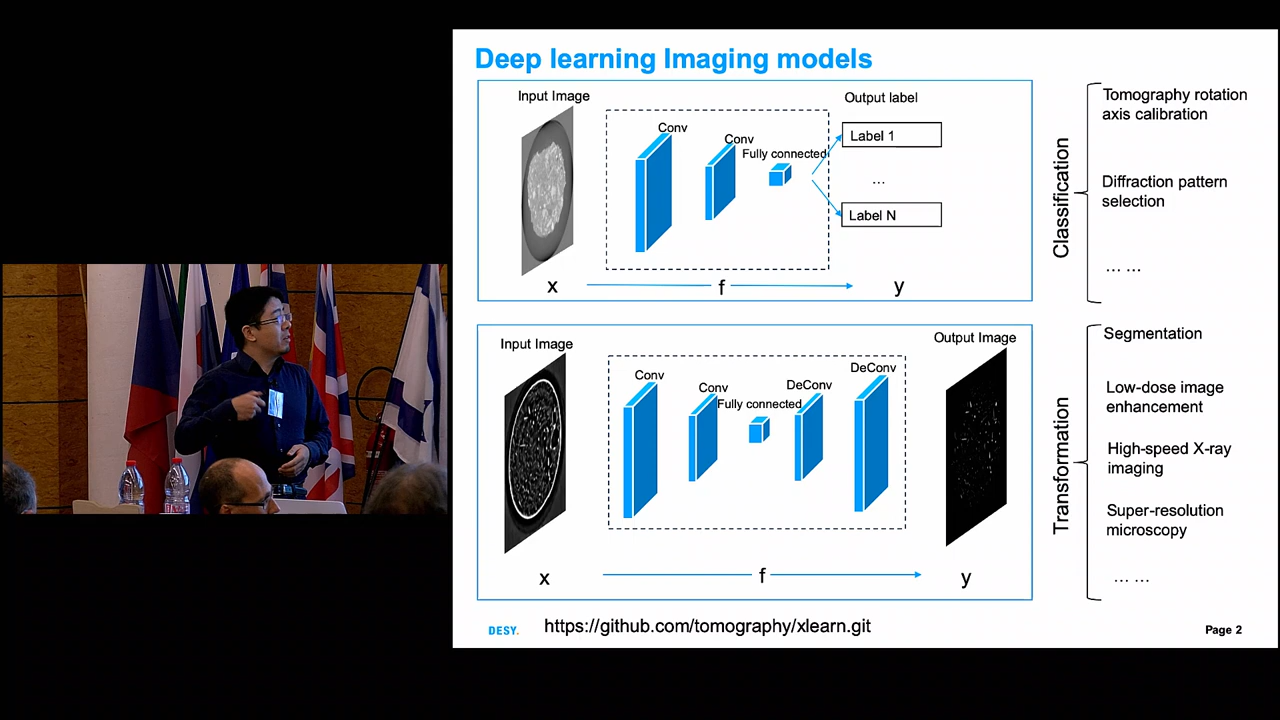 Deep learning Imaging models
Input Image
Output label
Conv
Conv
Fully connected
Label 1
...
Label N
x
f
y
Classification
Tomography rotation
axis calibration
Diffraction pattern
selection
... ...
Input Image
Output Image
Conv
Conv
Fully connected
DeConv
DeConv
x
f
y
Transformation
Segmentation
Low-dose image
enhancement
High-speed X-ray
imaging
Super-resolution
microscopy
... ...
DESY.
https://github.com/tomography/xlearn.git
Page 2